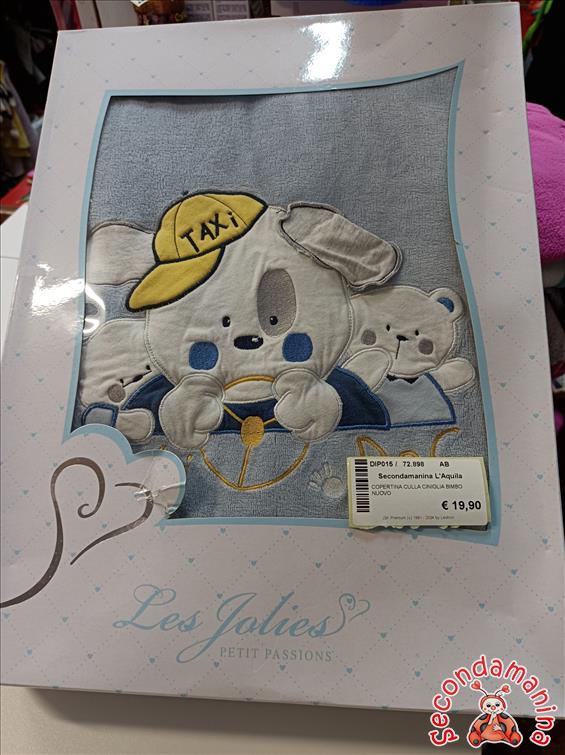 TAXi
DIP015 / 72.898 AB
Secondamanina L'Aquila
COPERTINA CULLA CINIGLIA BIMBO
NUOVO
€ 19,90
Les Jolies
PETIT PASSIONS
Secondamanina